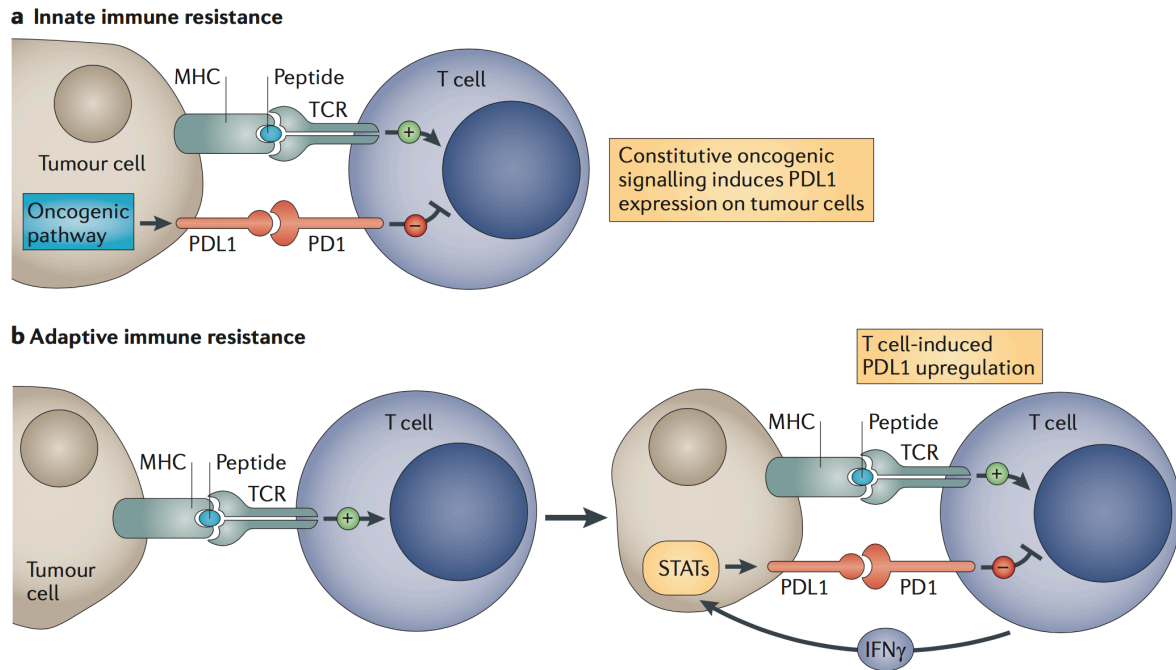 a Innate immune resistance
MHC
Peptide
TCR
T cell
Tumour cell
Oncogenic
pathway
PDL1
PD1
+
−
Constitutive oncogenic
signalling induces PDL1
expression on tumour cells
b Adaptive immune resistance
T cell-induced
PDL1 upregulation
MHC
Peptide
TCR
T cell
+
Tumour
cell
MHC
Peptide
TCR
T cell
+
STATs
PDL1
PD1
−
IFNγ